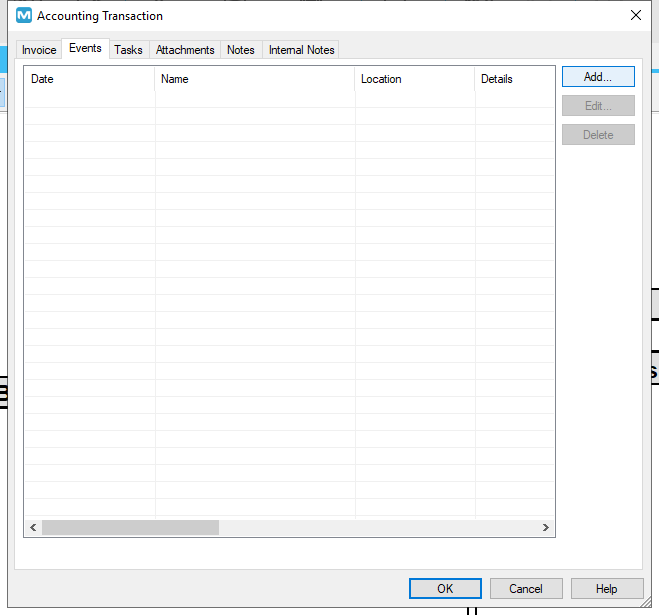 Accounting Transaction
Invoice Events Tasks Attachments Notes Internal Notes
Date Name Location Details
Add...
Edit...
Delete
OK Cancel Help